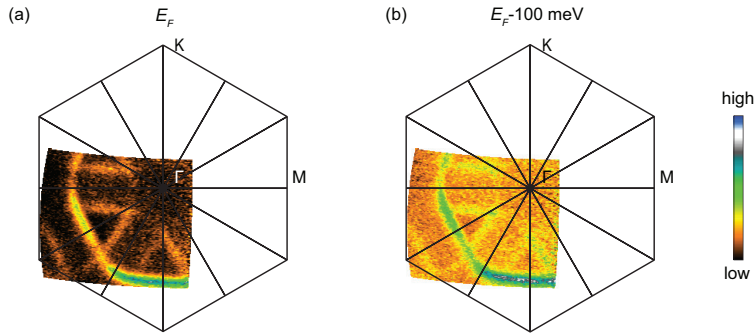 (a)
E_F
K
Γ
M
(b)
E_F-100 meV
K
Γ
M
high
low